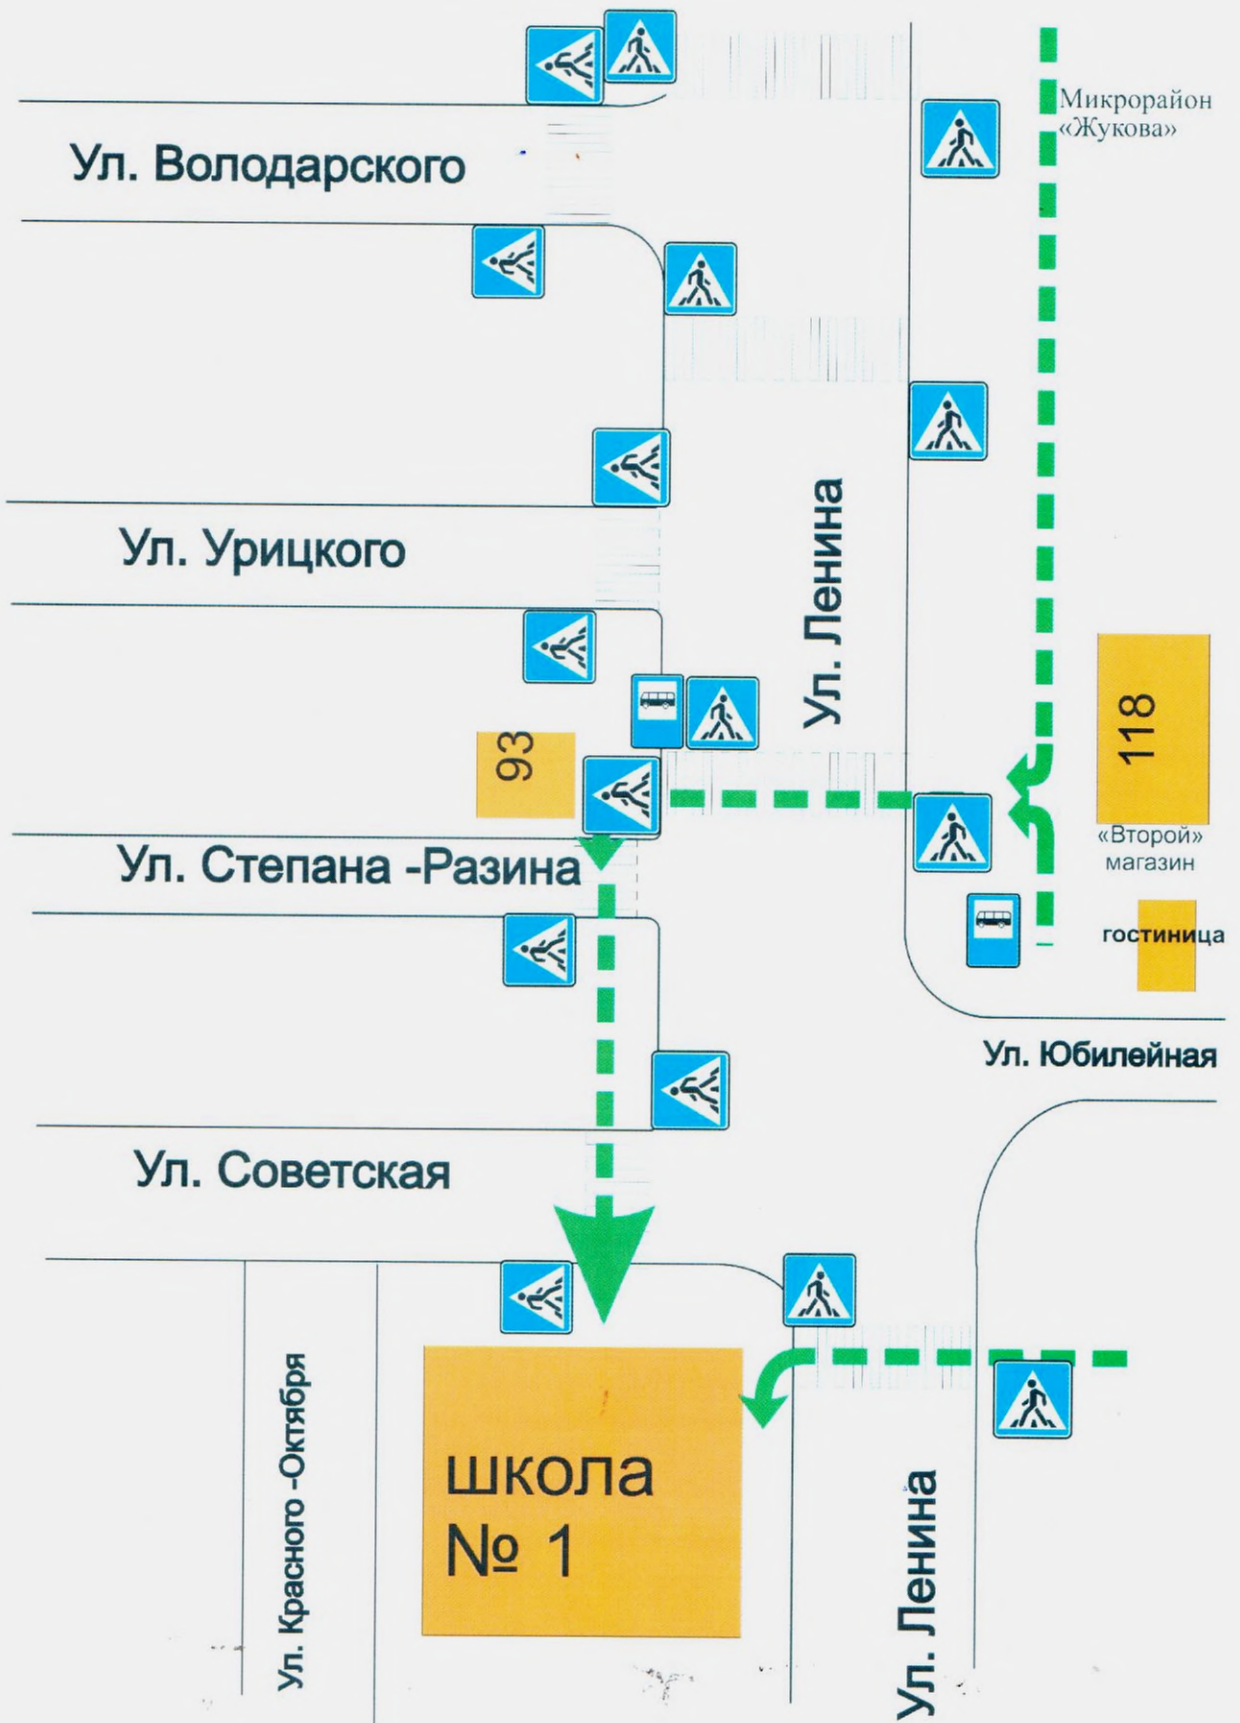 Микрорайон
«Жукова»
Ул. Володарского
Ул. Урицкого
Ул. Ленина
118
93
«Второй»
магазин
Ул. Степана -Разина
гостиница
Ул. Юбилейная
Ул. Советская
Ул. Красного -Октября
школа
№ 1
Ул. Ленина